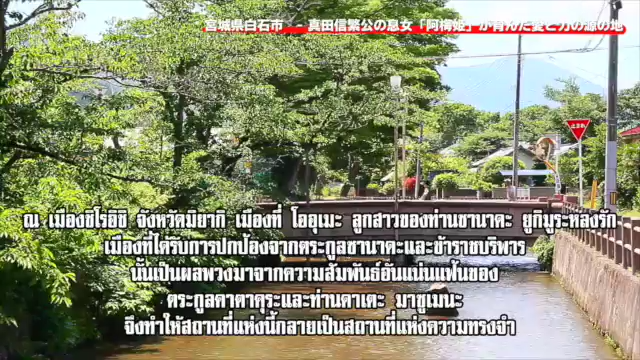 宮城県白石市 - 真田信繁公の息女「阿梅姫」が育んだ愛と力の源の地
ณ เมืองชิโรอิชิ จังหวัดมิยากิ เมืองที่ โออุเมะ ลูกสาวของท่านซานาดะ ยูกิมูระหลงรัก
เมืองที่ได้รับการปกป้องจากตระกูลซานาดะและข้าราชบริพาร
นั้นเป็นผลพวงมาจากความสัมพันธ์อันแน่นแฟ้นของ
ตระกูลคาตาคุระและท่านดาเตะ มาซูเมนะ
จึงทำให้สถานที่แห่งนี้กลายเป็นสถานที่แห่งความทรงจำ